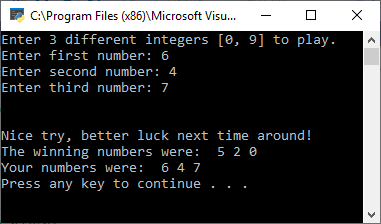 C:\Program Files (x86)\Microsoft Visu...
Enter 3 different integers [0, 9] to play.
Enter first number: 6
Enter second number: 4
Enter third number: 7
Nice try, better luck next time around!
The winning numbers were:  5 2 0
Your numbers were:  6 4 7
Press any key to continue . . .